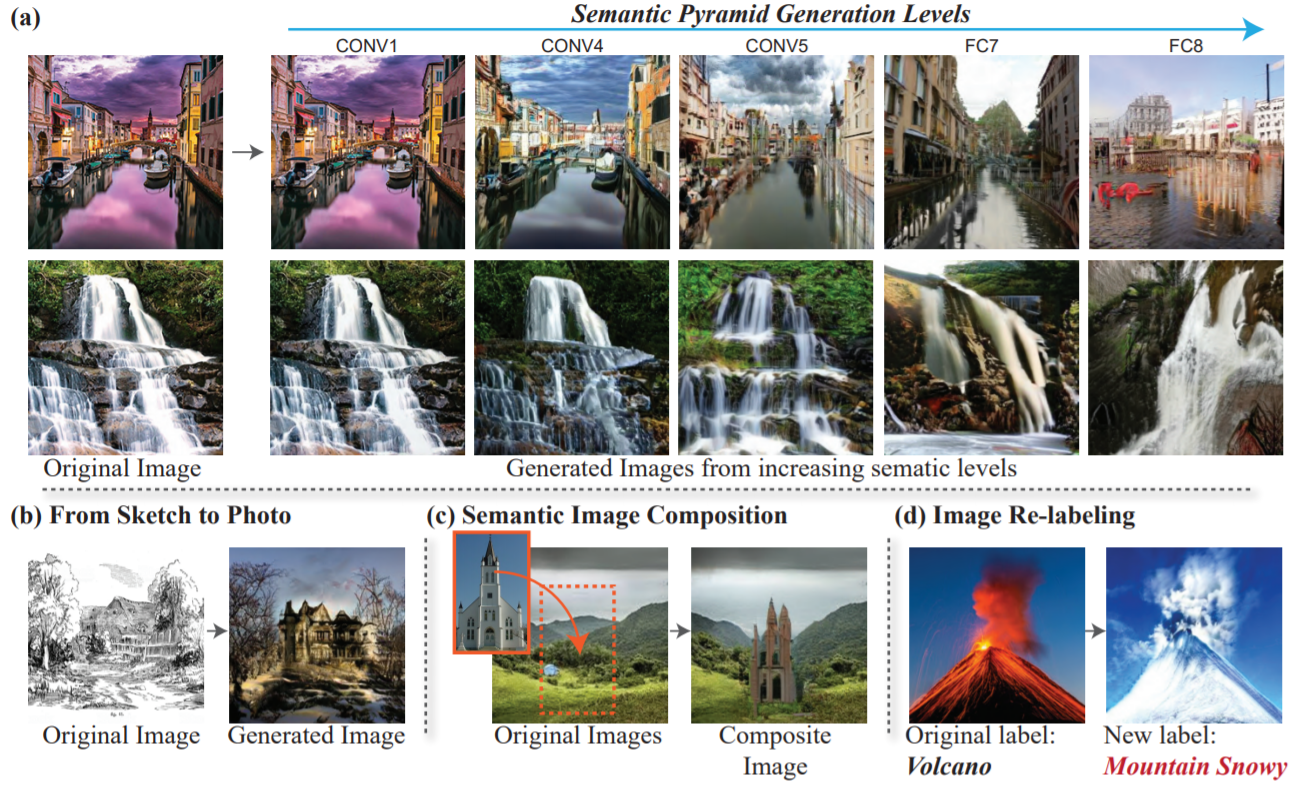 (a)
Semantic Pyramid Generation Levels
CONV1 CONV4 CONV5 FC7 FC8
Original Image
Generated Images from increasing sematic levels
(b) From Sketch to Photo
Original Image
Generated Image
(c) Semantic Image Composition
Original Images
Composite
Image
(d) Image Re-labeling
Original label:
Volcano
New label:
Mountain Snowy